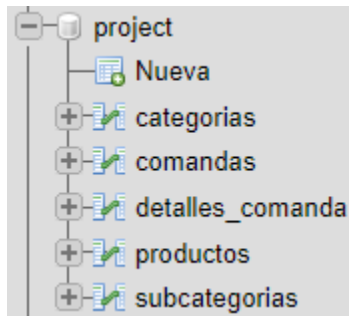 project
Nueva
categorias
comandas
detalles_comanda
productos
subcategorias